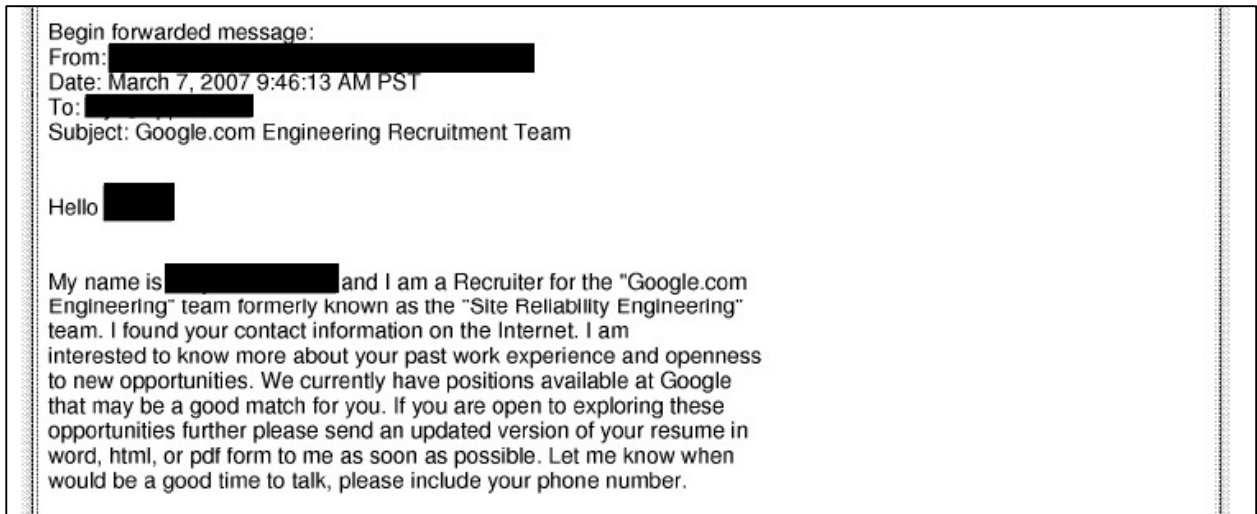 Begin forwarded message:
From:
Date: March 7, 2007 9:46:13 AM PST
To:
Subject: Google.com Engineering Recruitment Team
Hello
My name is and I am a Recruiter for the "Google.com
Engineering" team formerly known as the "Site Reliability Engineering"
team. I found your contact information on the Internet. I am
interested to know more about your past work experience and openness
to new opportunities. We currently have positions available at Google
that may be a good match for you. If you are open to exploring these
opportunities further please send an updated version of your resume in
word, html, or pdf form to me as soon as possible. Let me know when
would be a good time to talk, please include your phone number.